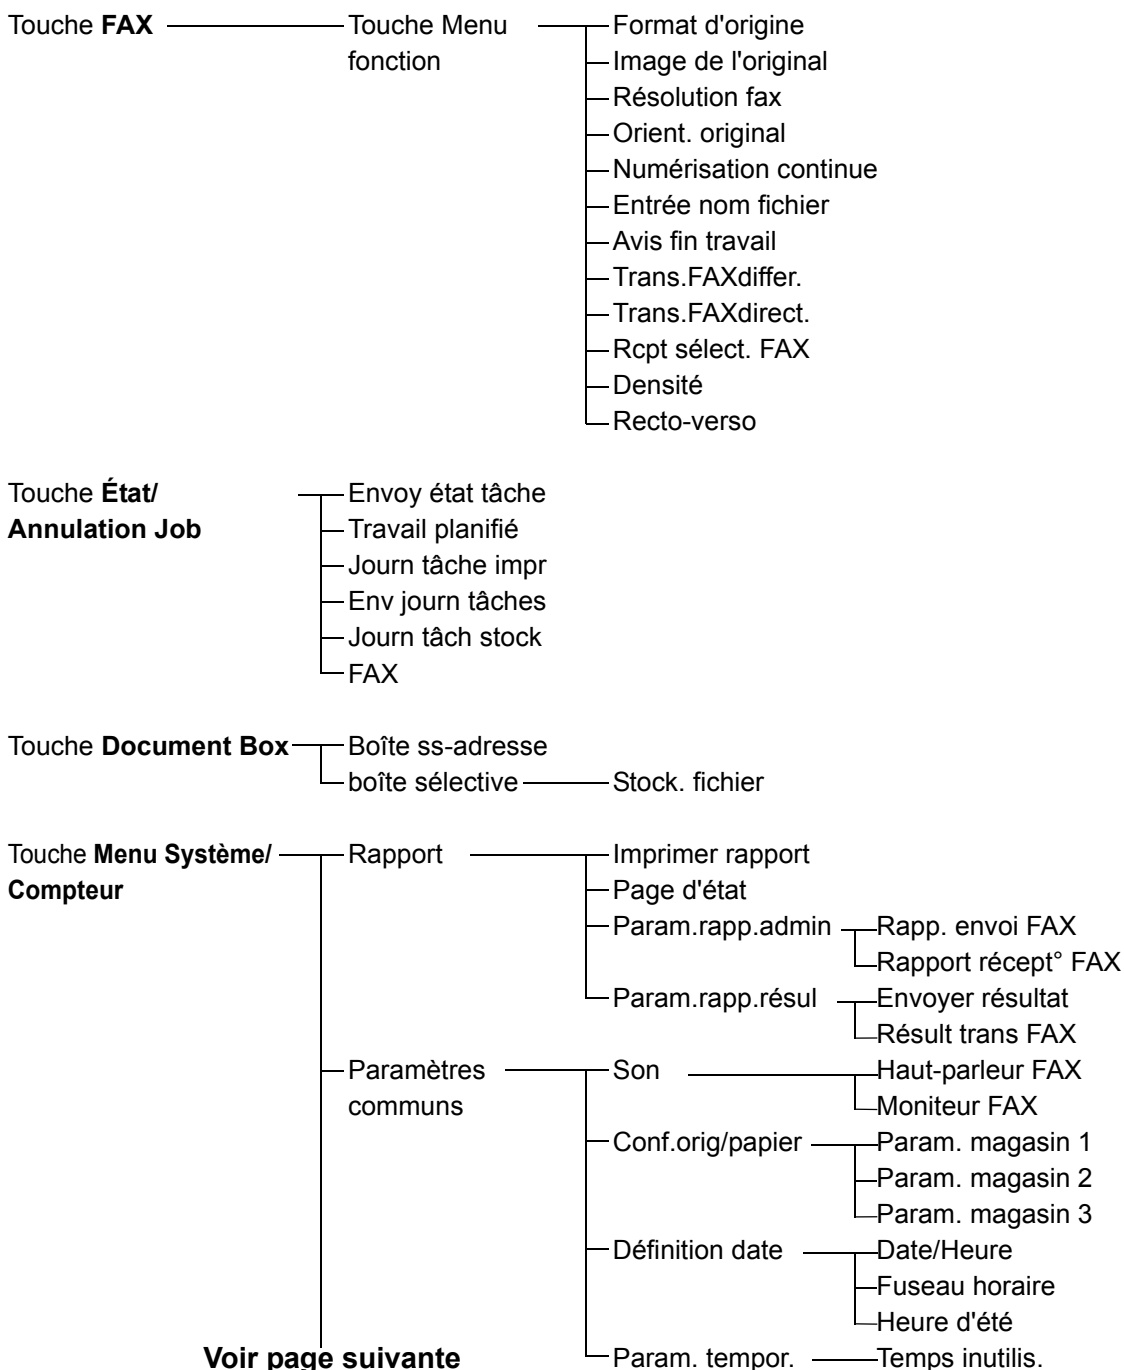 Touche FAX
Touche Menu
fonction
Format d'origine
Image de l'original
Résolution fax
Orient. original
Numérisation continue
Entrée nom fichier
Avis fin travail
Trans.FAXdiffer.
Trans.FAXdirect.
Rcpt sélect. FAX
Densité
Recto-verso
Touche État/
Annulation Job
Envoy état tâche
Travail planifié
Journ tâche impr
Env journ tâches
Journ tâch stock
FAX
Touche Document Box
Boîte ss-adresse
boîte sélective
Stock. fichier
Touche Menu Système/
Compteur
Rapport
Imprimer rapport
Page d'état
Param.rapp.admin
Rapp. envoi FAX
Rapport récept° FAX
Param.rapp.résul
Envoyer résultat
Résult trans FAX
Paramètres
communs
Son
Haut-parleur FAX
Moniteur FAX
Conf.orig/papier
Param. magasin 1
Param. magasin 2
Param. magasin 3
Définition date
Date/Heure
Fuseau horaire
Heure d'été
Param. tempor.
Temps inutilis.
Voir page suivante